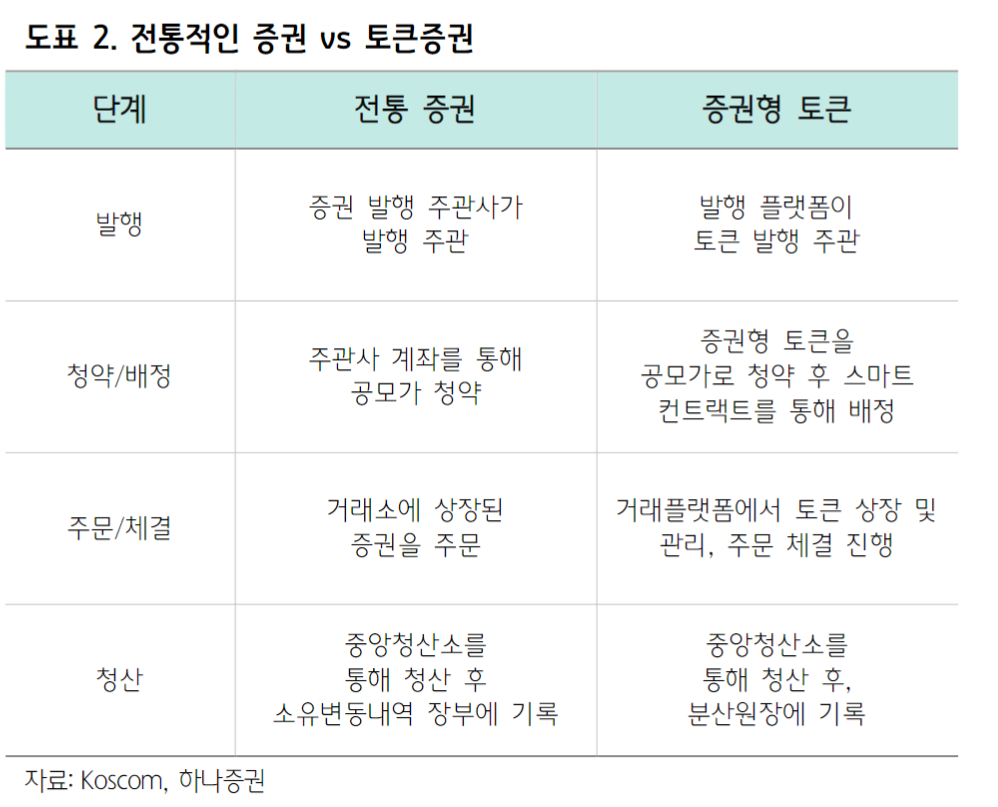 도표 2. 전통적인 증권 vs 토큰증권
단계
전통 증권
증권형 토큰
발행
증권 발행 주관사가
발행 주관
발행 플랫폼이
토큰 발행 주관
청약/배정
주관사 계좌를 통해
공모가 청약
증권형 토큰을
공모가로 청약 후 스마트
컨트랙트를 통해 배정
주문/체결
거래소에 상장된
증권을 주문
거래플랫폼에서 토큰 상장 및
관리, 주문 체결 진행
청산
중앙청산소를
통해 청산 후
소유변동내역 장부에 기록
중앙청산소를
통해 청산 후,
분산원장에 기록
자료: Koscom, 하나증권